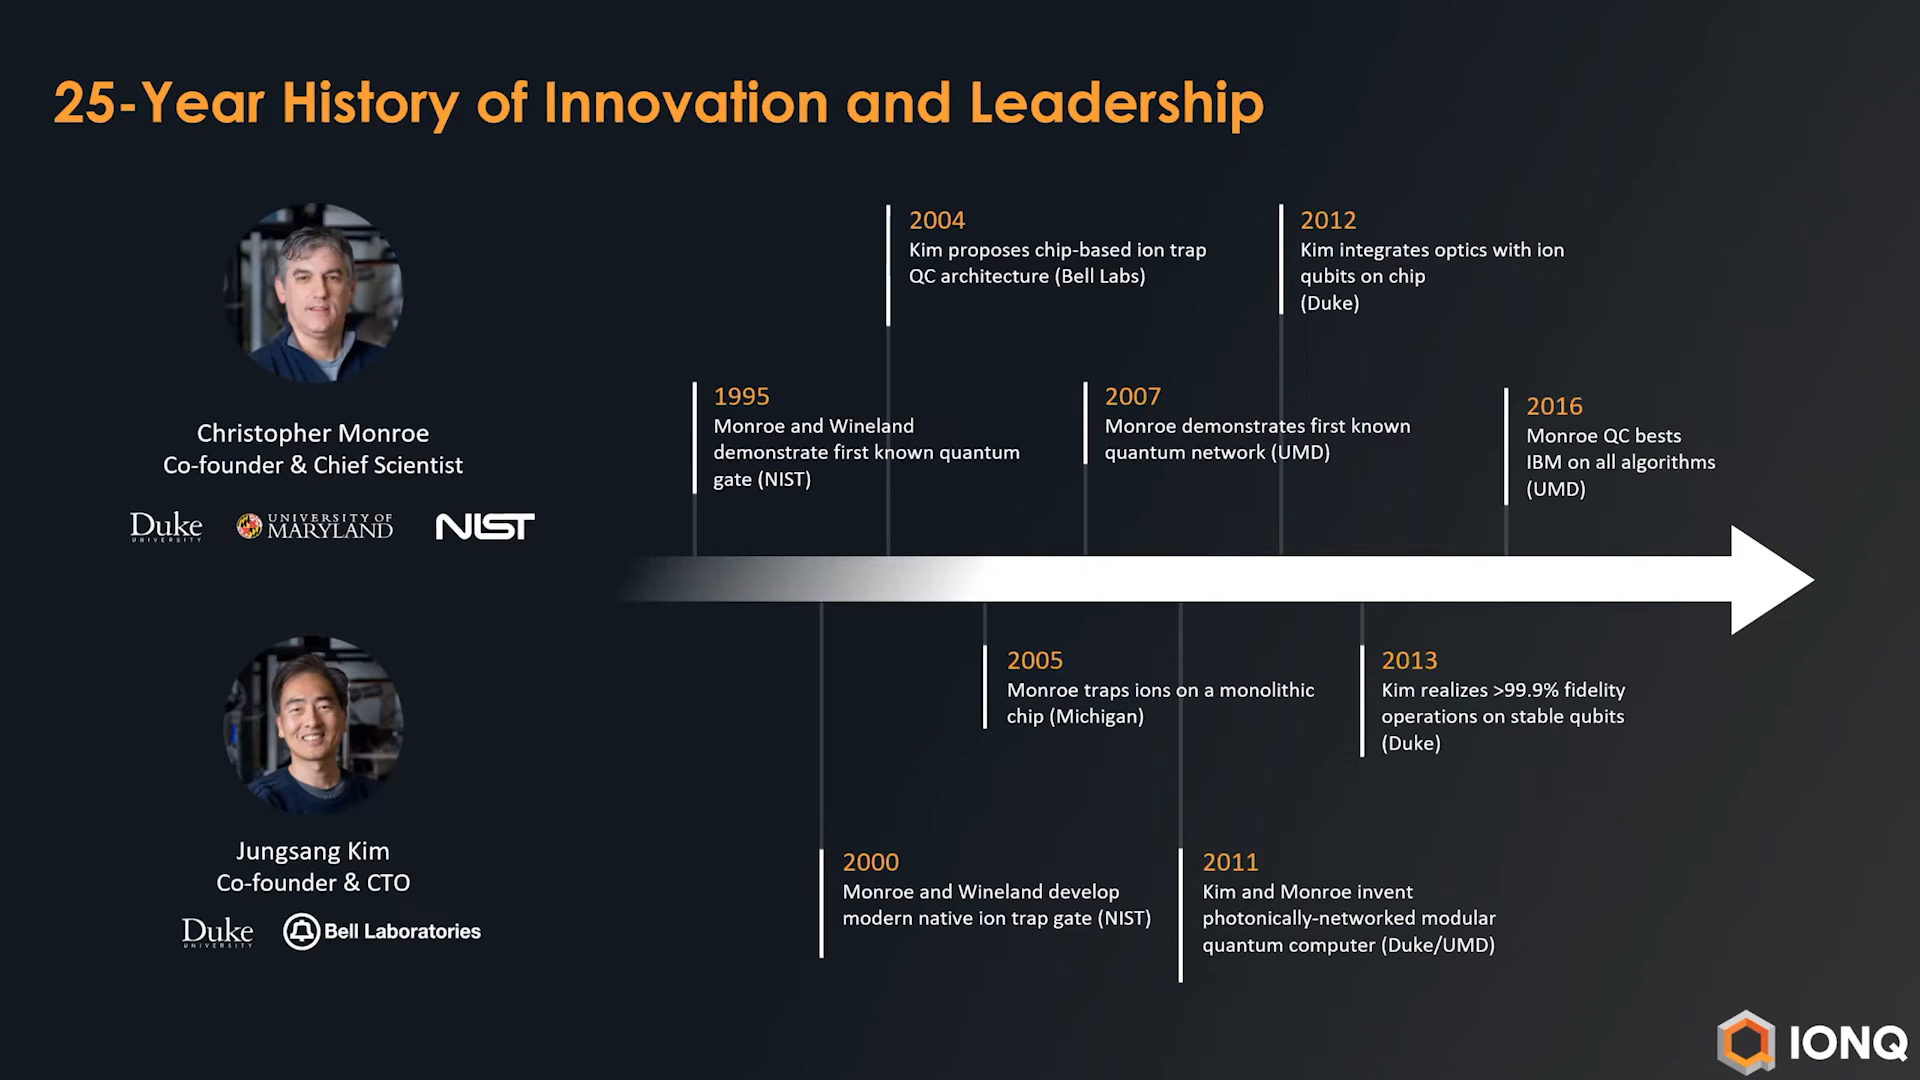 25-Year History of Innovation and Leadership
Christopher Monroe
Co-founder & Chief Scientist
Duke
UNIVERSITY
UNIVERSITY OF
MARYLAND
NIST
Jungsang Kim
Co-founder & CTO
Duke
UNIVERSITY
Bell Laboratories
1995
Monroe and Wineland
demonstrate first known quantum
gate (NIST)
2000
Monroe and Wineland develop
modern native ion trap gate (NIST)
2004
Kim proposes chip-based ion trap
QC architecture (Bell Labs)
2005
Monroe traps ions on a monolithic
chip (Michigan)
2007
Monroe demonstrates first known
quantum network (UMD)
2011
Kim and Monroe invent
photonically-networked modular
quantum computer (Duke/UMD)
2012
Kim integrates optics with ion
qubits on chip
(Duke)
2013
Kim realizes >99.9% fidelity
operations on stable qubits
(Duke)
2016
Monroe QC bests
IBM on all algorithms
(UMD)
IONQ